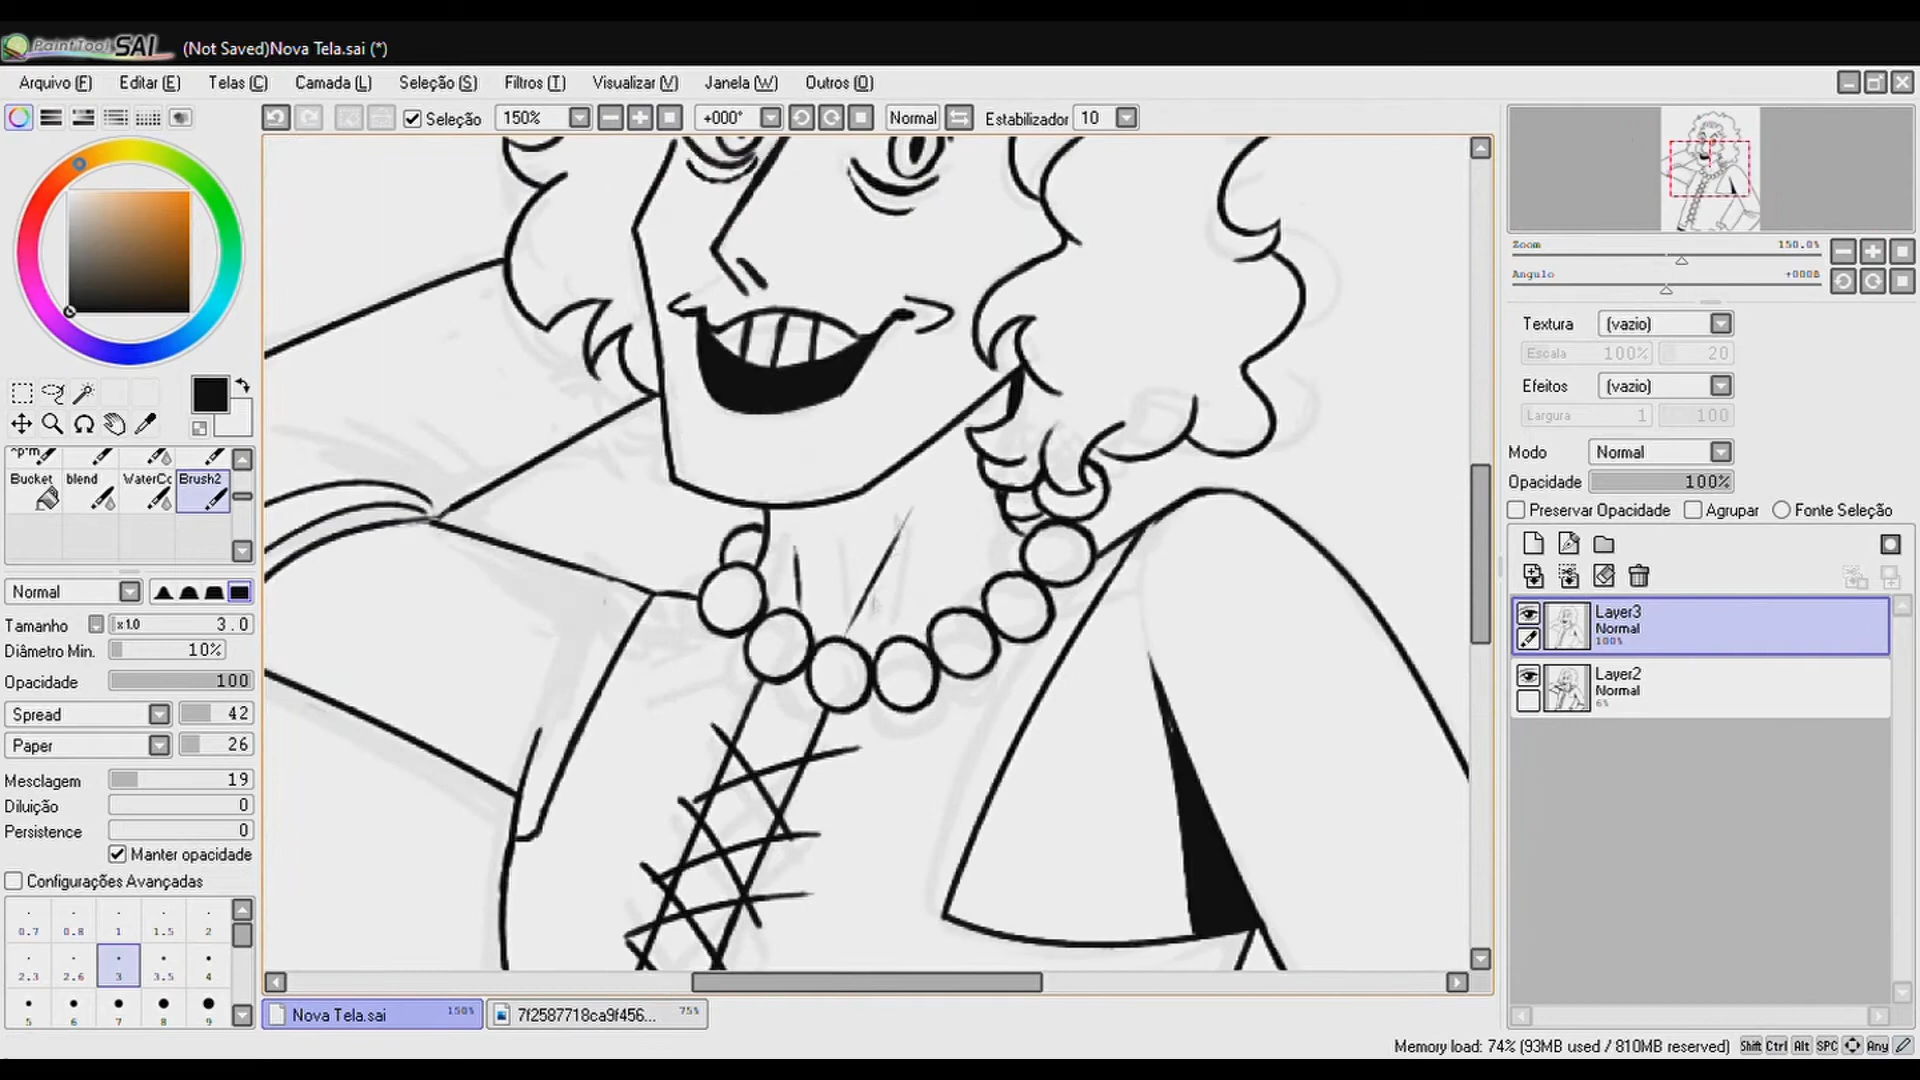 PaintTool SAI (Not Saved)Nova Tela.sai (*)
Arquivo (F) Editar (E) Telas (C) Camada (L) Seleção (S) Filtros (T) Visualizar (V) Janela (W) Outros (O)
Seleção 150% +000° Normal Estabilizador 10
Zoom 150.0%
Angulo +000B
Textura (vazio)
Escala 100% 20
Efeitos (vazio)
Largura 1 100
Modo Normal
Opacidade 100%
Preservar Opacidade Agrupar Fonte Seleção
Bucket blend WaterCo Brush2
Normal
Tamanho x1.0 3.0
Diâmetro Min. 10%
Opacidade 100
Spread 42
Paper 26
Mesclagem 19
Diluição 0
Persistence 0
Manter opacidade
Configurações Avançadas
0.7 0.8 1 1.5 2
2.3 2.6 3 3.5 4
5 6 7 8 9
Layer3
Normal
100%
Layer2
Normal
6%
Nova Tela.sai 150% 7f2587718ca9f456... 75%
Memory load: 74% (93MB used / 810MB reserved) Shift Ctrl Alt SPC Any